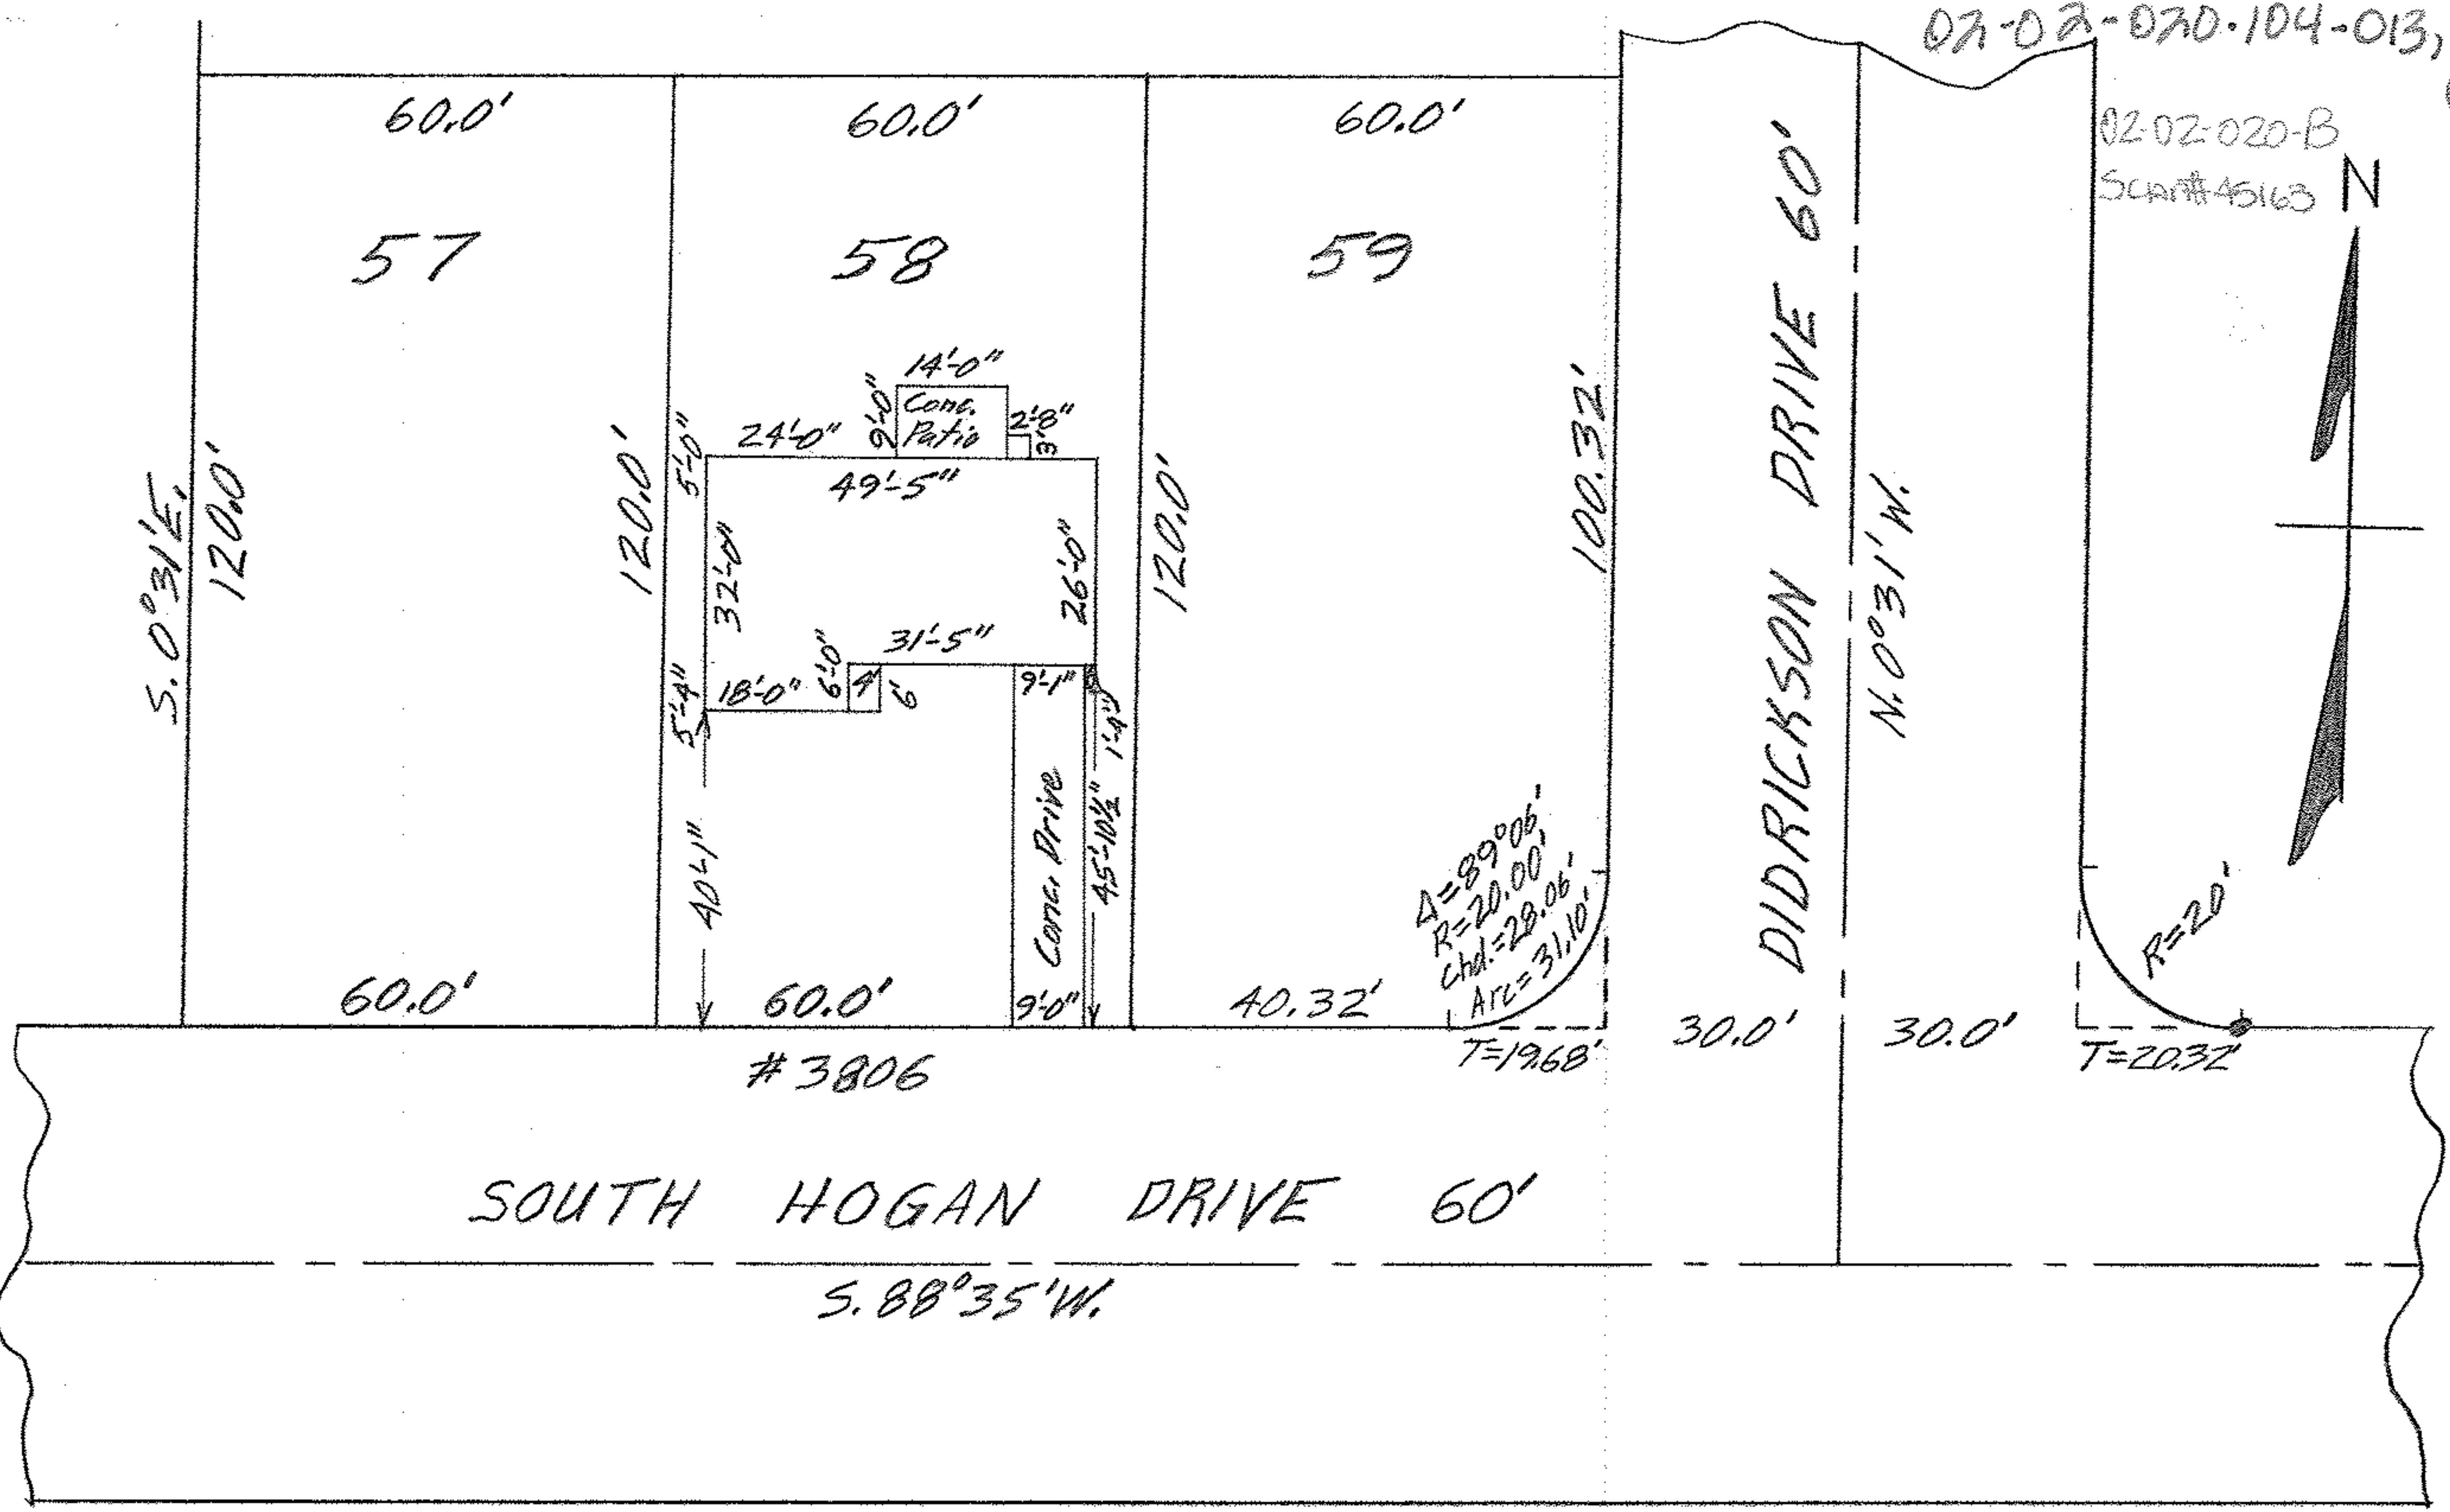 02-02-020.104-013,
02-02-020-B
Scan# 45163
N
60.0'
60.0'
60.0'
57
58
59
S. 0°31'E.
120.0'
120.0'
120.0'
100.32'
DIDRICKSON DRIVE 60'
N. 0°31'W.
14'-0"
Conc.
Patio
9'-0"
2'-8"
3'
24'-0"
5'-0"
49'-5"
32'-0"
26'-0"
31'-5"
18'-0"
6'-0"
4'
6'
5'-4"
9'-1"
1'-4"
40'-1"
Conc. Drive
45'-10½"
9'-0"
Δ=89°06'
R=20.00'
Chd.=28.06'
Arc=31.10'
R=20'
60.0'
60.0'
40.32'
T=19.68'
30.0'
30.0'
T=20.32'
# 3806
SOUTH HOGAN DRIVE 60'
S. 88°35'W.